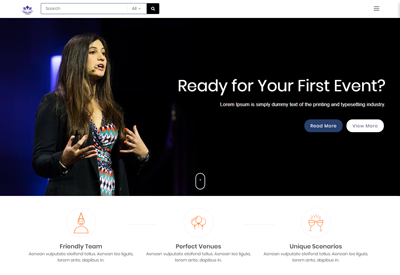 Search
All
Ready for Your First Event?
Lorem Ipsum is simply dummy text of the printing and typesetting industry.
Read More
View More
Friendly Team
Perfect Venues
Unique Scenarios
Aenean vulputate eleifend tellus. Aenean leo ligula,
lorem ante, dapibus in
Aenean vulputate eleifend tellus. Aenean leo ligula,
lorem ante, dapibus in
Aenean vulputate eleifend tellus. Aenean leo ligula,
lorem ante, dapibus in